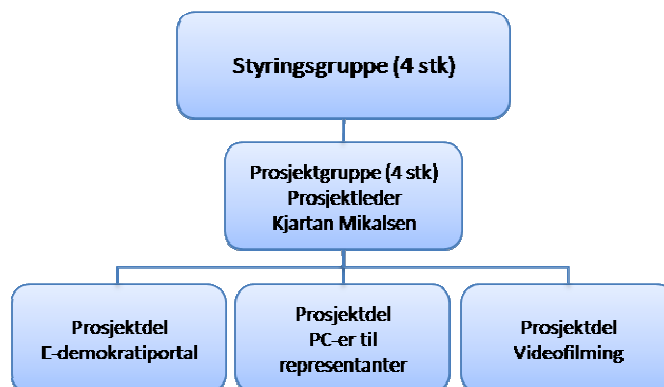 Styringsgruppe (4 stk)
Prosjektgruppe (4 stk)
Prosjektleder
Kjartan Mikalsen
Prosjektdel
E-demokratiportal
Prosjektdel
PC-er til
representanter
Prosjektdel
Videofilming